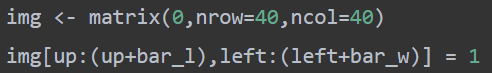 img <- matrix(0,nrow=40,ncol=40)
img[up:(up+bar_l),left:(left+bar_w)] = 1